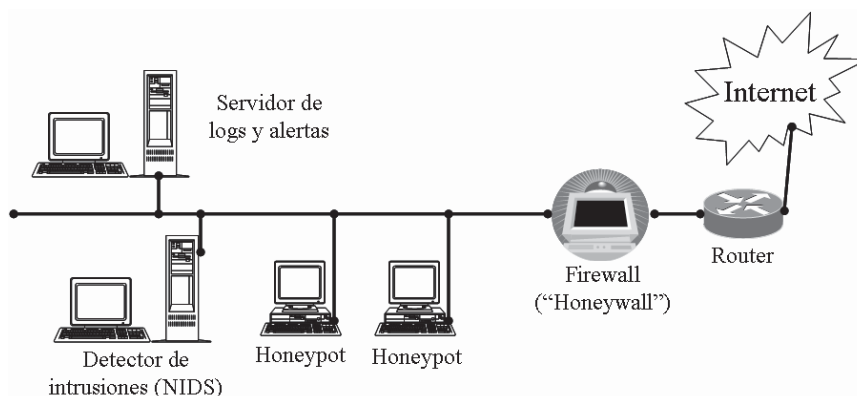 Servidor de
logs y alertas
Internet
Firewall
(“Honeywall”)
Router
Detector de
intrusiones (NIDS)
Honeypot
Honeypot